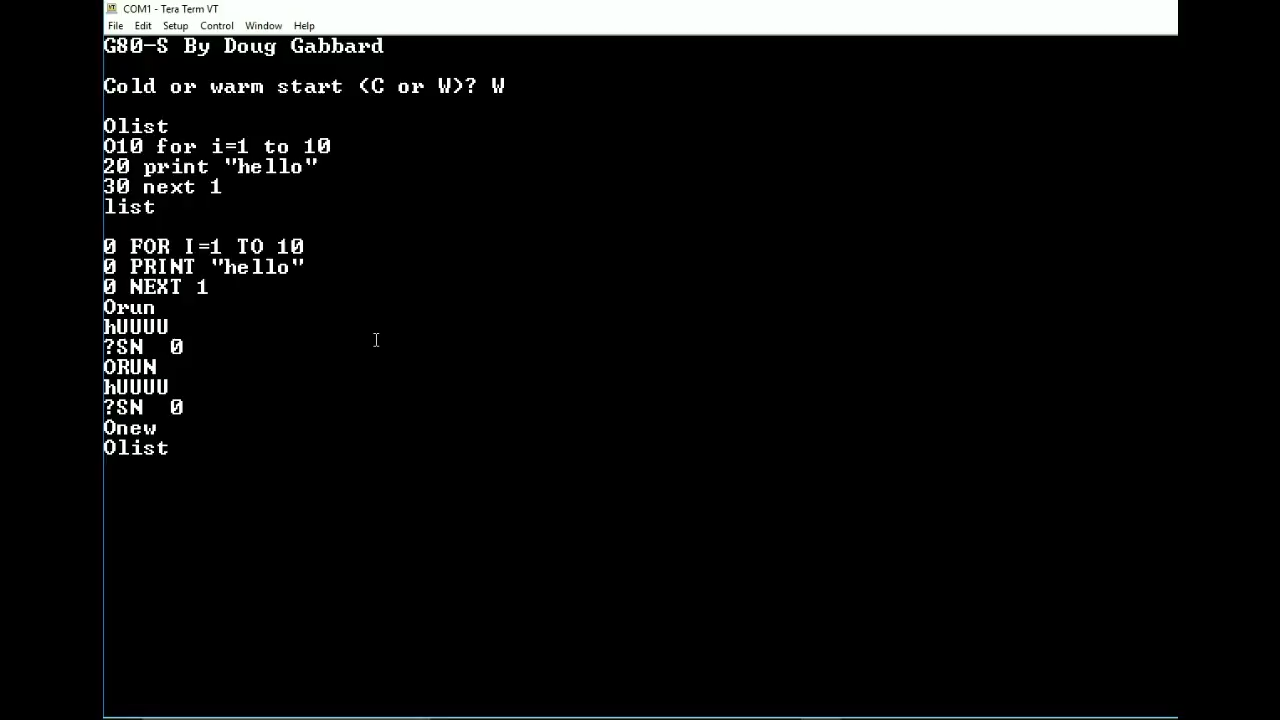 COM1 - Tera Term VT
File Edit Setup Control Window Help
G80-S By Doug Gabbard
Cold or warm start (C or W)? W
Olist
O10 for i=1 to 10
20 print "hello"
30 next 1
list
0 FOR I=1 TO 10
0 PRINT "hello"
0 NEXT 1
Orun
hUUUU
?SN  0
ORUN
hUUUU
?SN  0
Onew
Olist